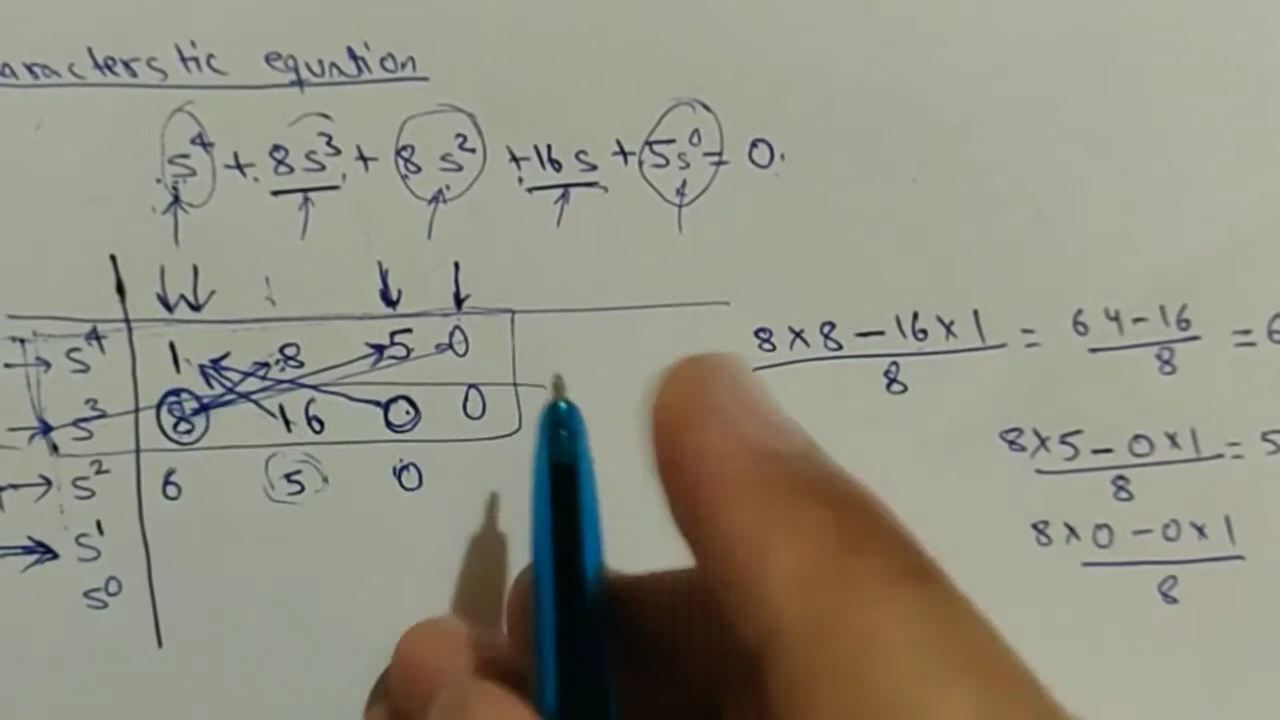 aracterstic equation
s⁴ + 8s³ + 8s² + 16s + 5s⁰ = 0.
s⁴ 1 8 5 0
s³ 8 16 0 0
s² 6 5 0
s¹
s⁰
8×8−16×1 = 64−16 = 6
8 8
8×5−0×1 = 5
8
8×0−0×1
8